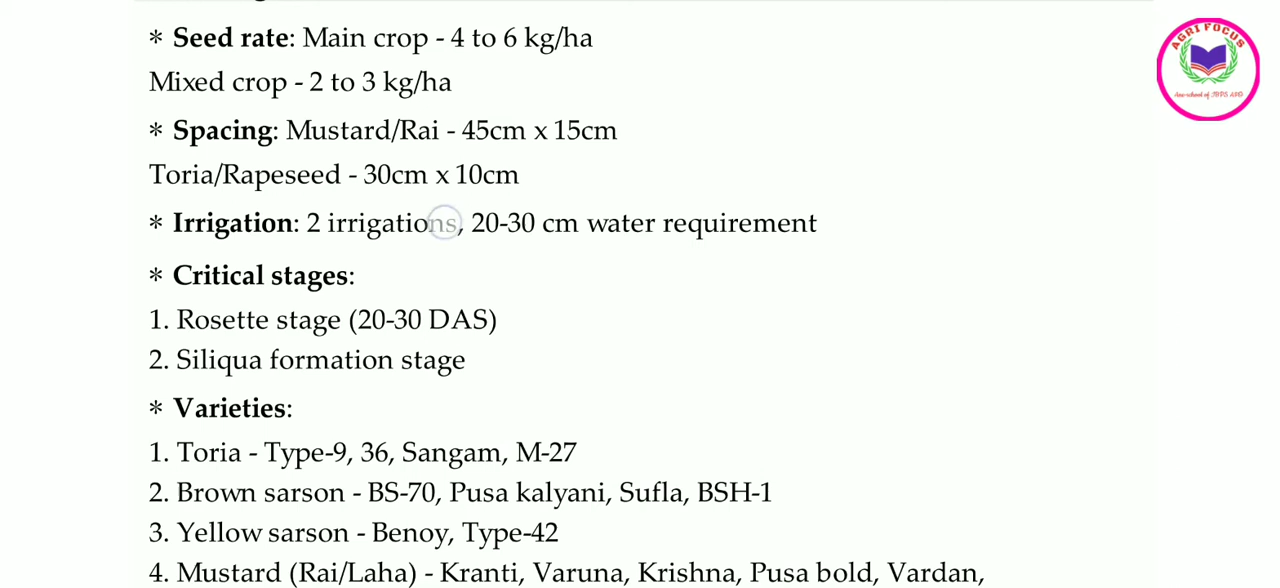 * Seed rate: Main crop - 4 to 6 kg/ha
Mixed crop - 2 to 3 kg/ha
* Spacing: Mustard/Rai - 45cm x 15cm
Toria/Rapeseed - 30cm x 10cm
* Irrigation: 2 irrigations, 20-30 cm water requirement
* Critical stages:
1. Rosette stage (20-30 DAS)
2. Siliqua formation stage
* Varieties:
1. Toria - Type-9, 36, Sangam, M-27
2. Brown sarson - BS-70, Pusa kalyani, Sufla, BSH-1
3. Yellow sarson - Benoy, Type-42
4. Mustard (Rai/Laha) - Kranti, Varuna, Krishna, Pusa bold, Vardan,
AGRI FOCUS